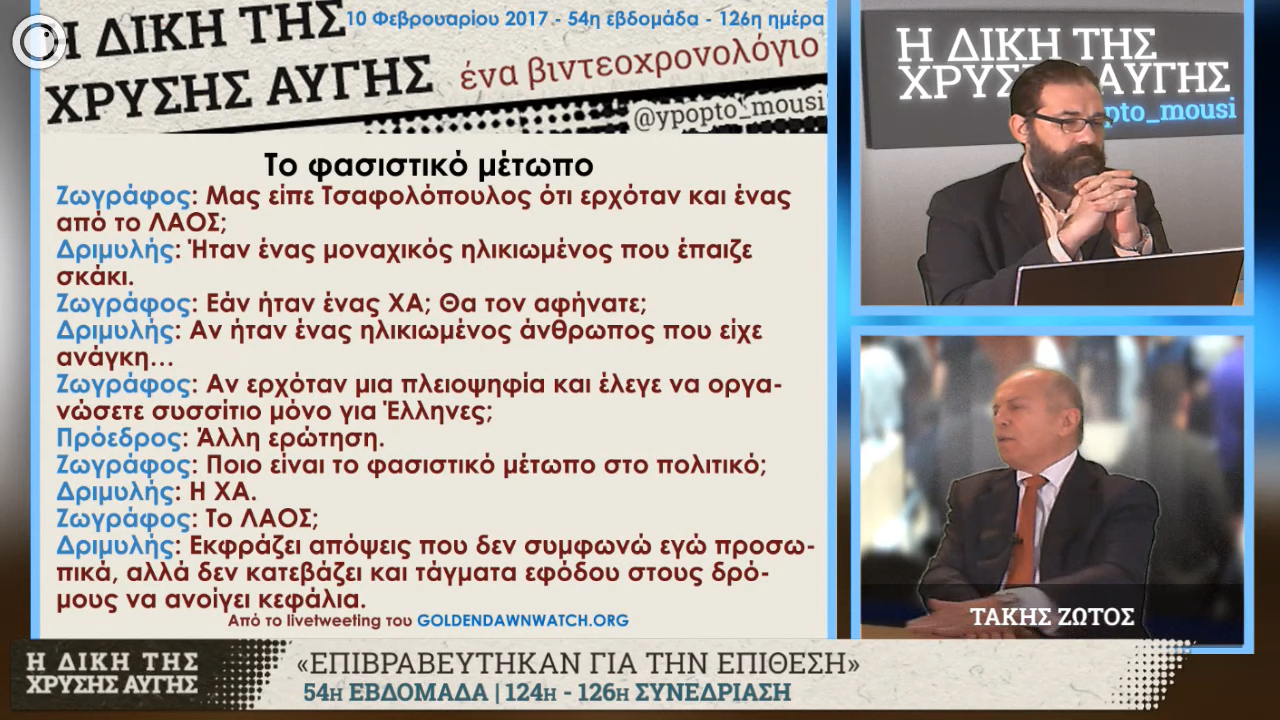 Η ΔΙΚΗ ΤΗΣ
ΧΡΥΣΗΣ ΑΥΓΗΣ
10 Φεβρουαρίου 2017 - 54η εβδομάδα - 126η ημέρα
ένα βιντεοχρονολόγιο
@ypopto_mousi
Το φασιστικό μέτωπο
Ζωγράφος: Μας είπε Τσαφολόπουλος ότι ερχόταν και ένας
από το ΛΑΟΣ;
Δριμυλής: Ήταν ένας μοναχικός ηλικιωμένος που έπαιζε
σκάκι.
Ζωγράφος: Εάν ήταν ένας ΧΑ; Θα τον αφήνατε;
Δριμυλής: Αν ήταν ένας ηλικιωμένος άνθρωπος που είχε
ανάγκη...
Ζωγράφος: Αν ερχόταν μια πλειοψηφία και έλεγε να οργα-
νώσετε συσσίτιο μόνο για Έλληνες;
Πρόεδρος: Άλλη ερώτηση.
Ζωγράφος: Ποιο είναι το φασιστικό μέτωπο στο πολιτικό;
Δριμυλής: Η ΧΑ.
Ζωγράφος: Το ΛΑΟΣ;
Δριμυλής: Εκφράζει απόψεις που δεν συμφωνώ εγώ προσω-
πικά, αλλά δεν κατεβάζει και τάγματα εφόδου στους δρό-
μους να ανοίγει κεφάλια.
Από το livetweeting του GOLDENDAWNWATCH.ORG
Η ΔΙΚΗ ΤΗΣ
ΧΡΥΣ ΑΥΓΗΣ
pto_mousi
ΤΑΚΗΣ ΖΩΤΟΣ
Η ΔΙΚΗ ΤΗΣ
ΧΡΥΣΗΣ ΑΥΓΗΣ
«ΕΠΙΒΡΑΒΕΥΤΗΚΑΝ ΓΙΑ ΤΗΝ ΕΠΙΘΕΣΗ»
54Η ΕΒΔΟΜΑΔΑ | 124Η - 126Η ΣΥΝΕΔΡΙΑΣΗ